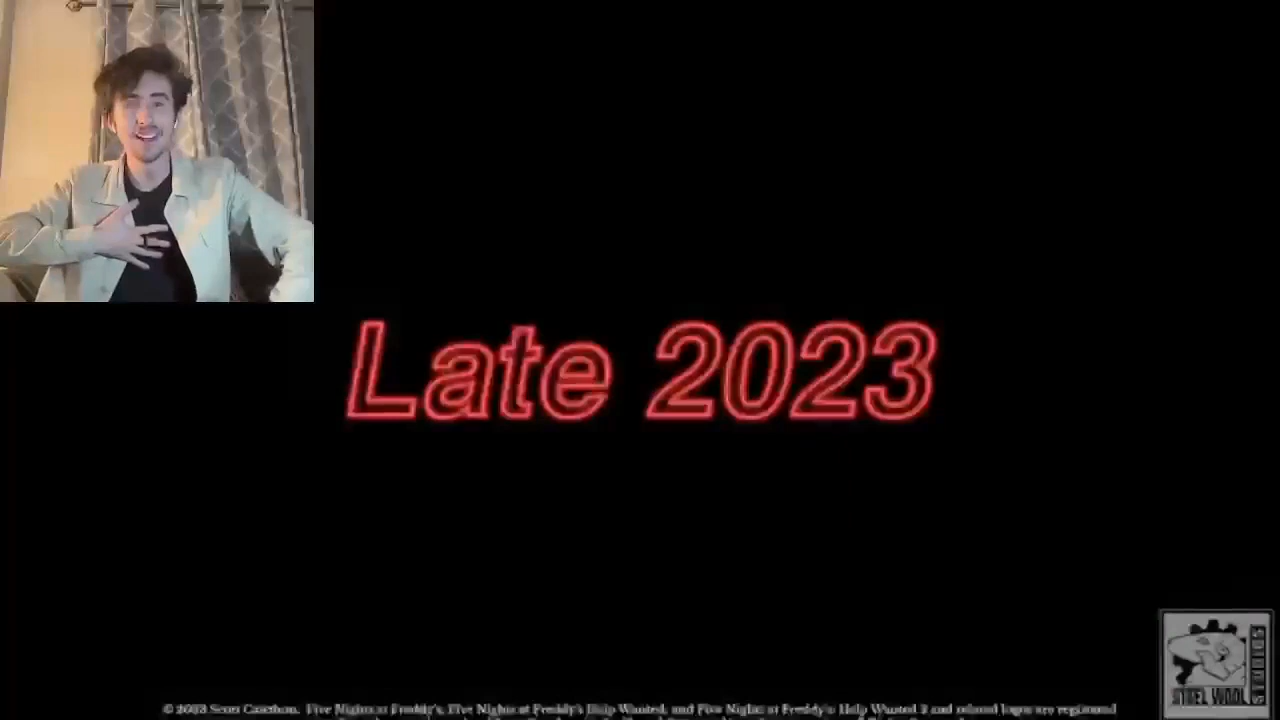 Late 2023
STEEL WOOL
STUDIOS
© 2023 Scott Cawthon. Five Nights at Freddy's, Five Nights at Freddy's Help Wanted, and Five Nights at Freddy's Help Wanted 2 and related logos are registered